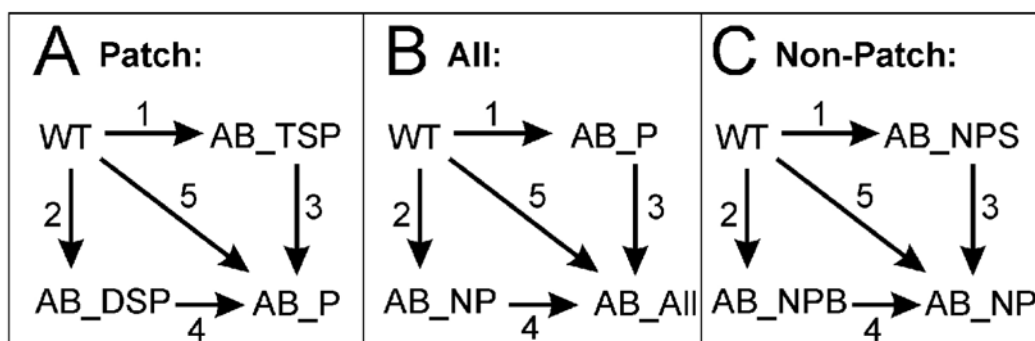 A Patch:
1
WT AB_TSP
2 5 3
AB_DSP AB_P
4
B All:
1
WT AB_P
2 5 3
AB_NP AB_All
4
C Non-Patch:
1
WT AB_NPS
2 5 3
AB_NPB AB_NP
4